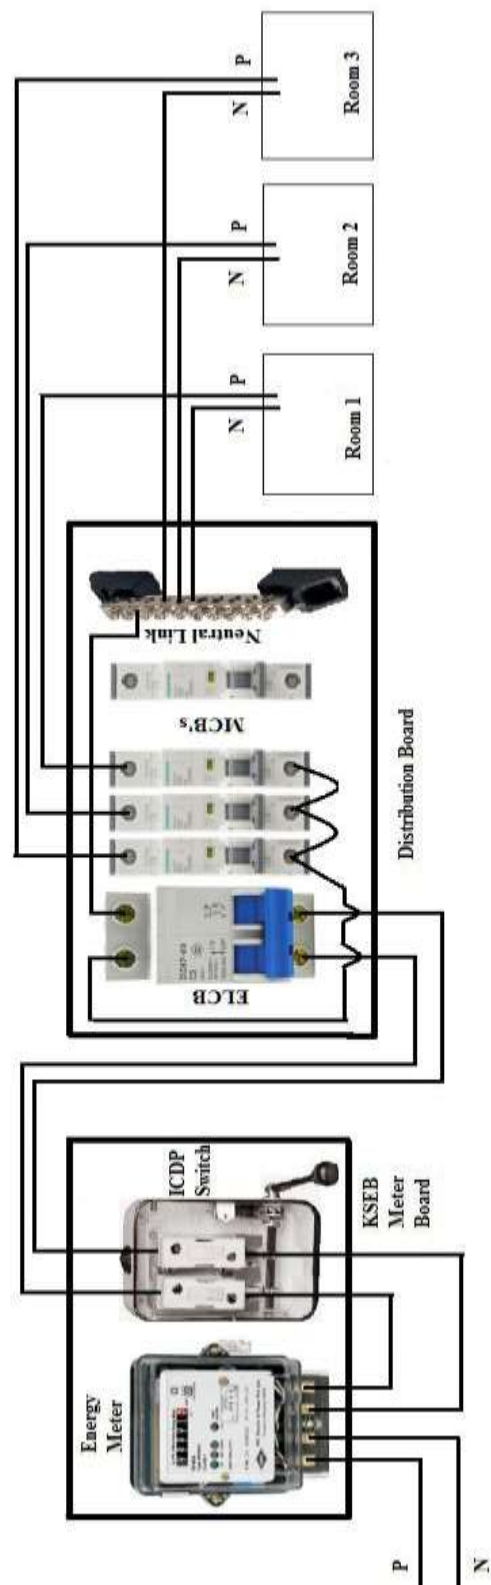 P
N
Energy
Meter
ICDP
Switch
KSEB
Meter
Board
ELCB
MCB's
Neutral Link
Distribution Board
N
P
Room 1
N
P
Room 2
N
P
Room 3